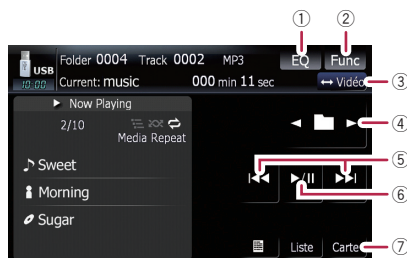 ① ②
USB Folder 0004 Track 0002 MP3 EQ Func
10:00 Current: music 000 min 11 sec ↔ Vidéo ③
Now Playing
2/10
Media Repeat
④
Sweet ⑤
Morning
⑥
Sugar
Liste Carte ⑦